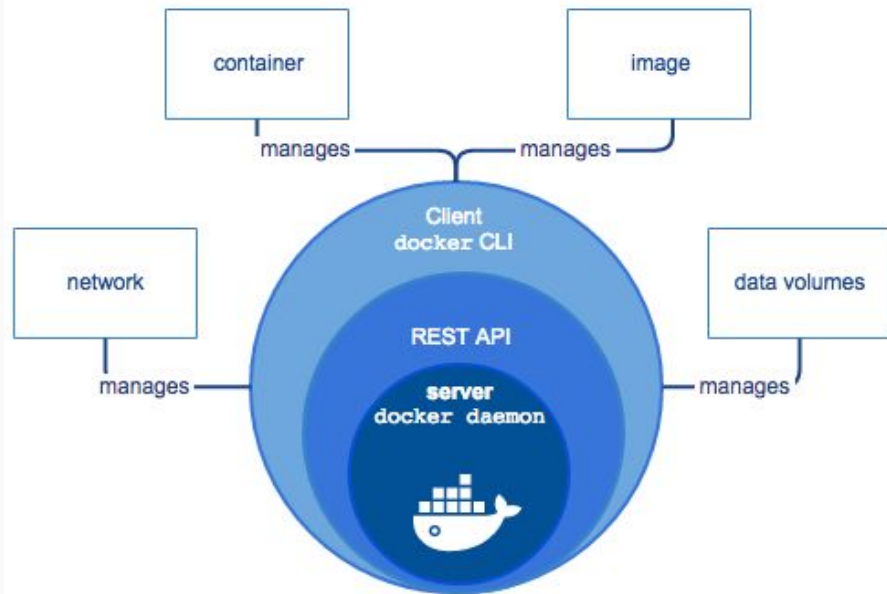 container
image
manages
manages
Client
docker CLI
network
data volumes
REST API
manages
manages
server
docker daemon